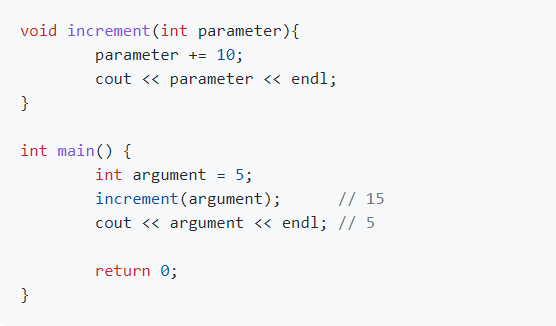 void increment(int parameter){
        parameter += 10;
        cout << parameter << endl;
}

int main() {
        int argument = 5;
        increment(argument);      // 15
        cout << argument << endl; // 5

        return 0;
}